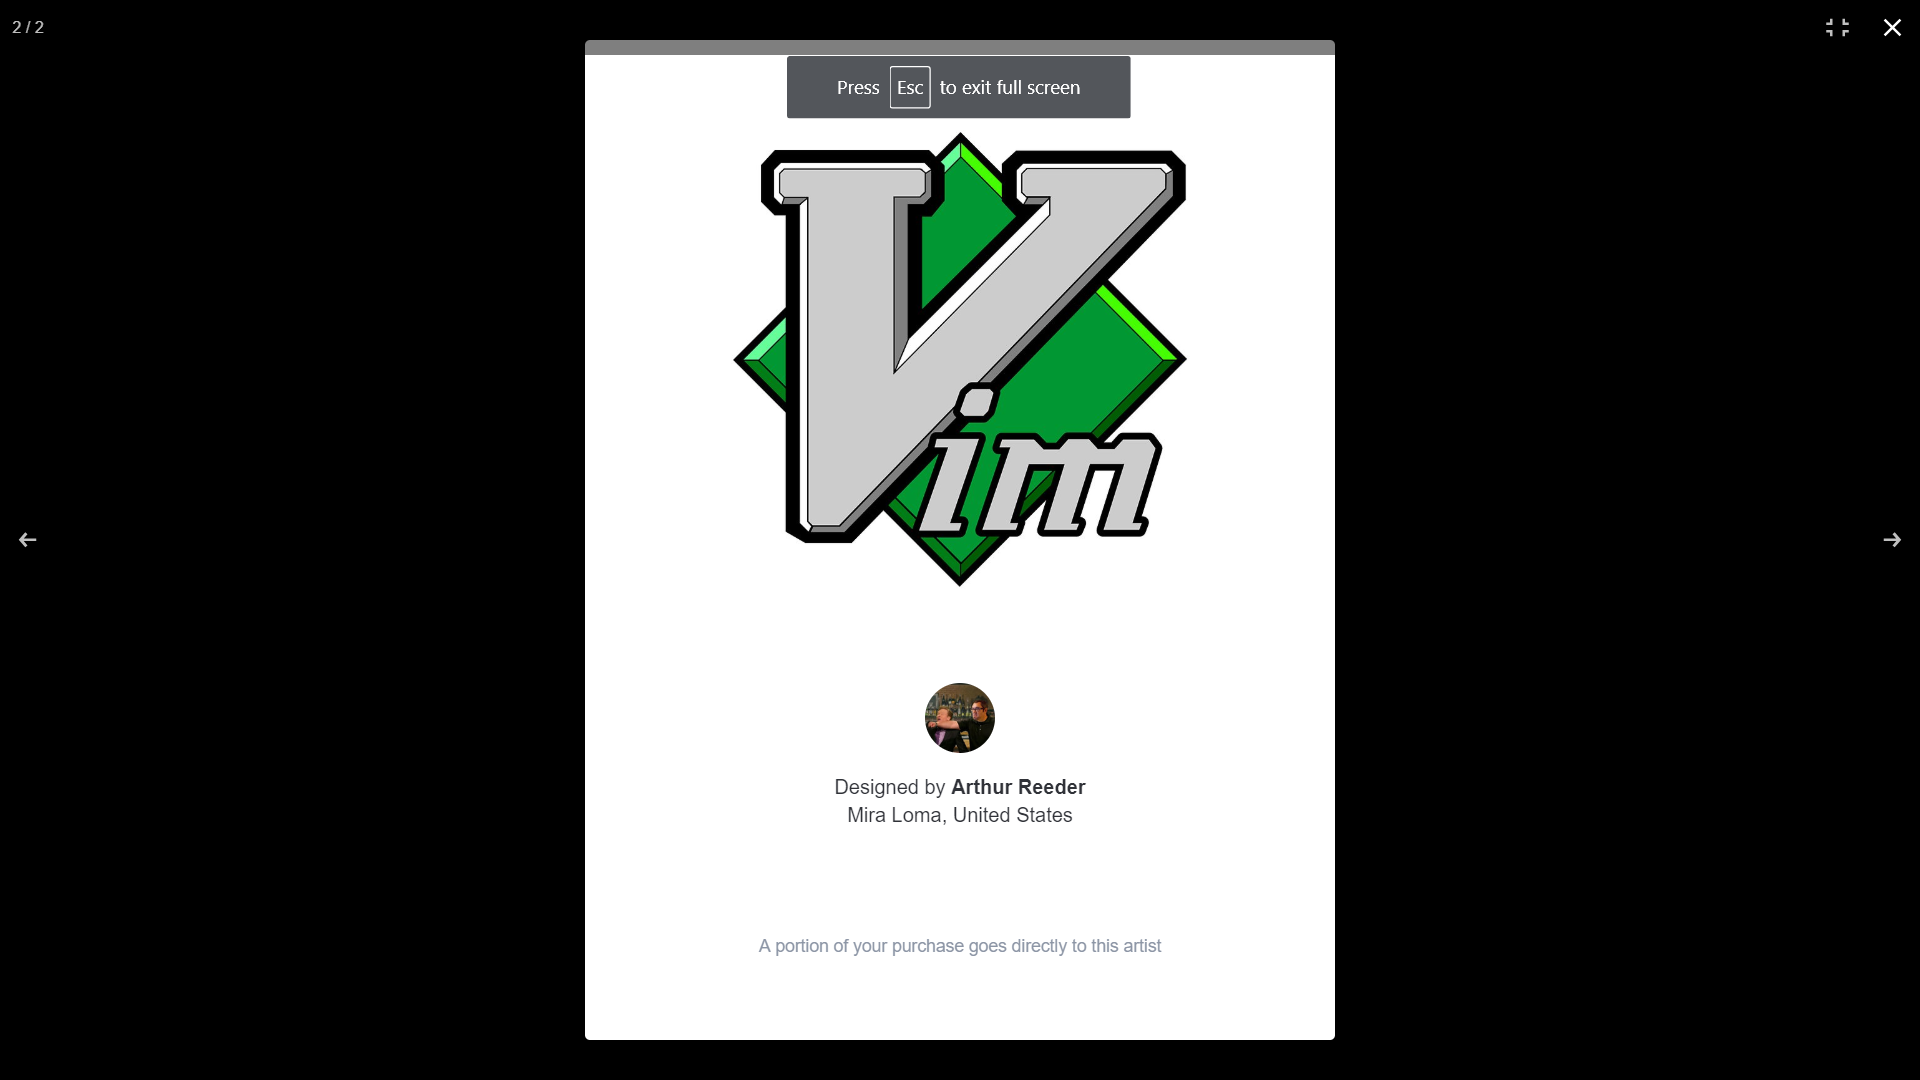 2 / 2
Press Esc to exit full screen
Vim
Designed by Arthur Reeder
Mira Loma, United States
A portion of your purchase goes directly to this artist